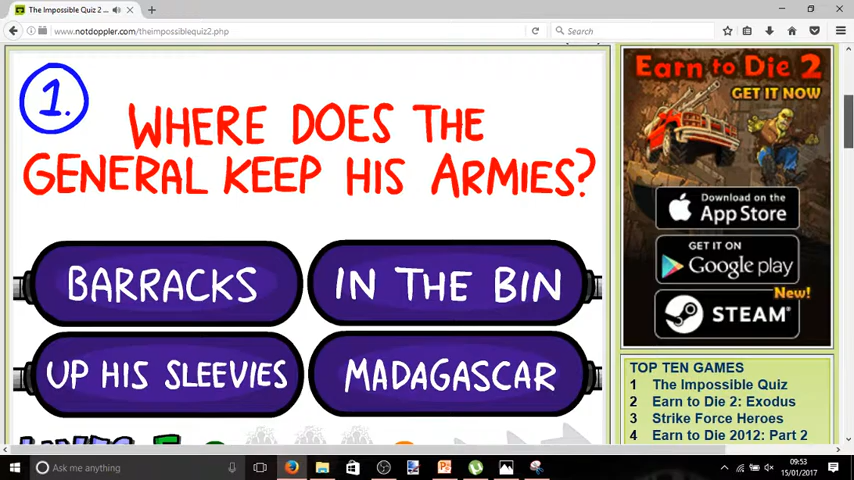 The Impossible Quiz 2
www.notdoppler.com/theimpossiblequiz2.php
Search
1.
WHERE DOES THE
GENERAL KEEP HIS ARMIES?
BARRACKS
IN THE BIN
UP HIS SLEEVIES
MADAGASCAR
Earn to Die 2
GET IT NOW
Download on the
App Store
GET IT ON
Google play
New!
STEAM
TOP TEN GAMES
1 The Impossible Quiz
2 Earn to Die 2: Exodus
3 Strike Force Heroes
4 Earn to Die 2012: Part 2
Ask me anything
09:53
15/01/2017